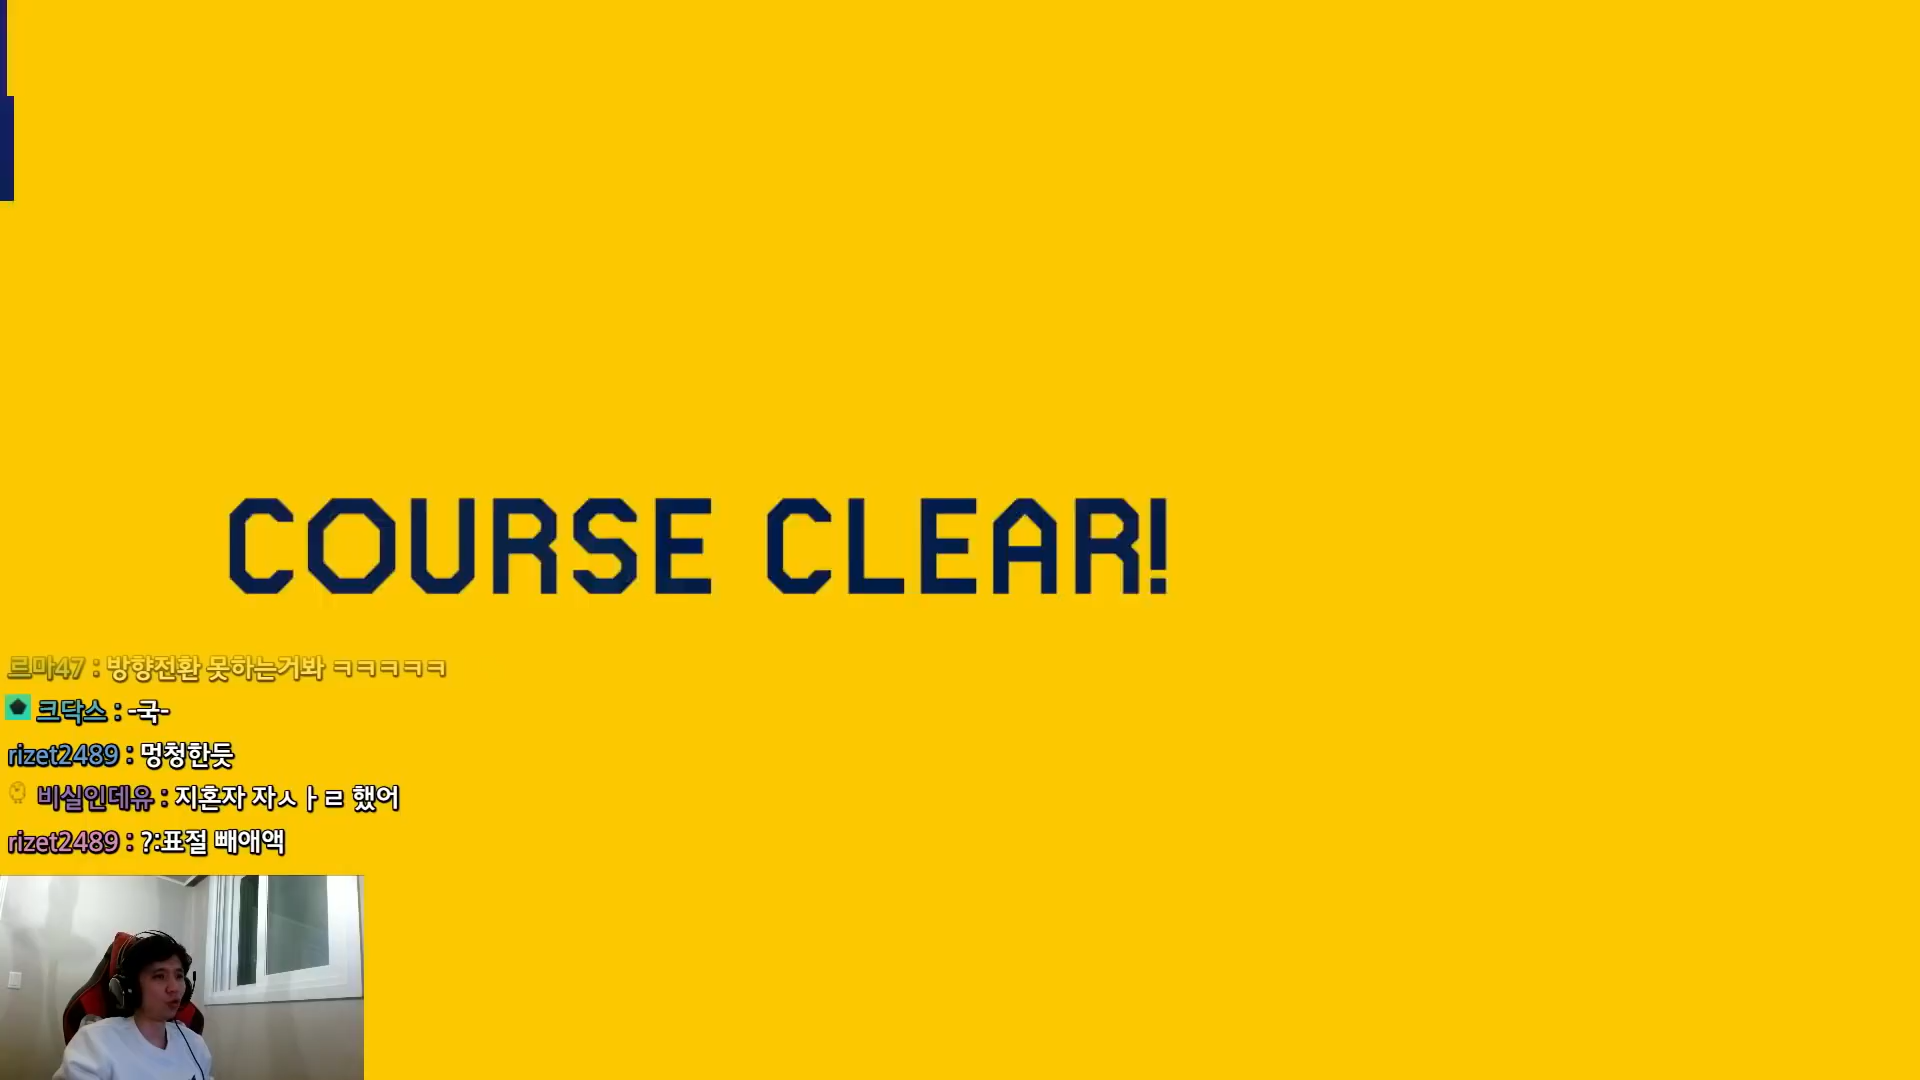 COURSE CLEAR!
르마47 : 방향전환 못하는거봐 ㅋㅋㅋㅋㅋ
크닥스 : -국-
rizet2489 : 멍청한듯
비실인데유 : 지혼자 자ㅅㅏㄹ 했어
rizet2489 : ?:표절 빼애액